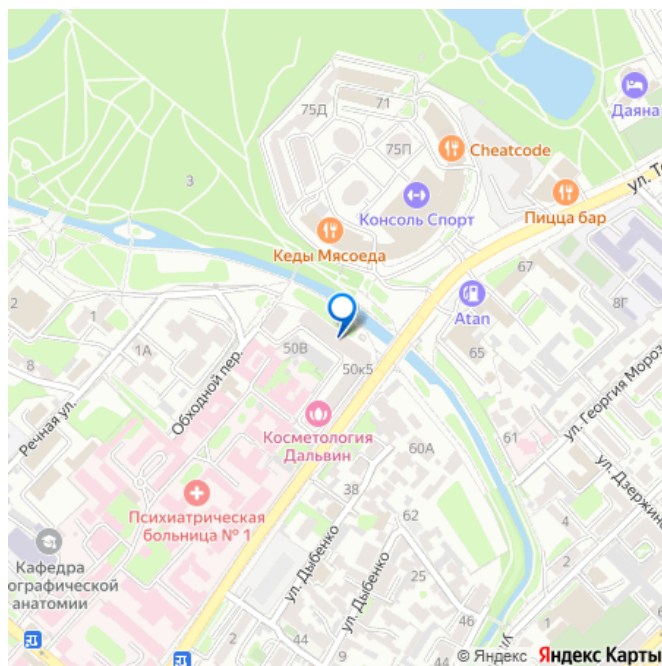 75Д
71
75П
Cheatcode
Даяна
3
Консоль Спорт
Пицца бар
ул. Т
Кеды Мясоеда
67
2
Atan
8Г
1А
50В
65
8
50к5
Обходной пер.
Речная ул.
ул. Георгия Мороз
Косметология
Дальвин
60А
61
ул. Дзержинс
38
Психиатрическая
больница № 1
62
4
Кафедра
ографической
анатомии
ул. Дыбенко
ул. Дыбенко
25
2
44
46
2
9
4
© Яндекс Яндекс Карты